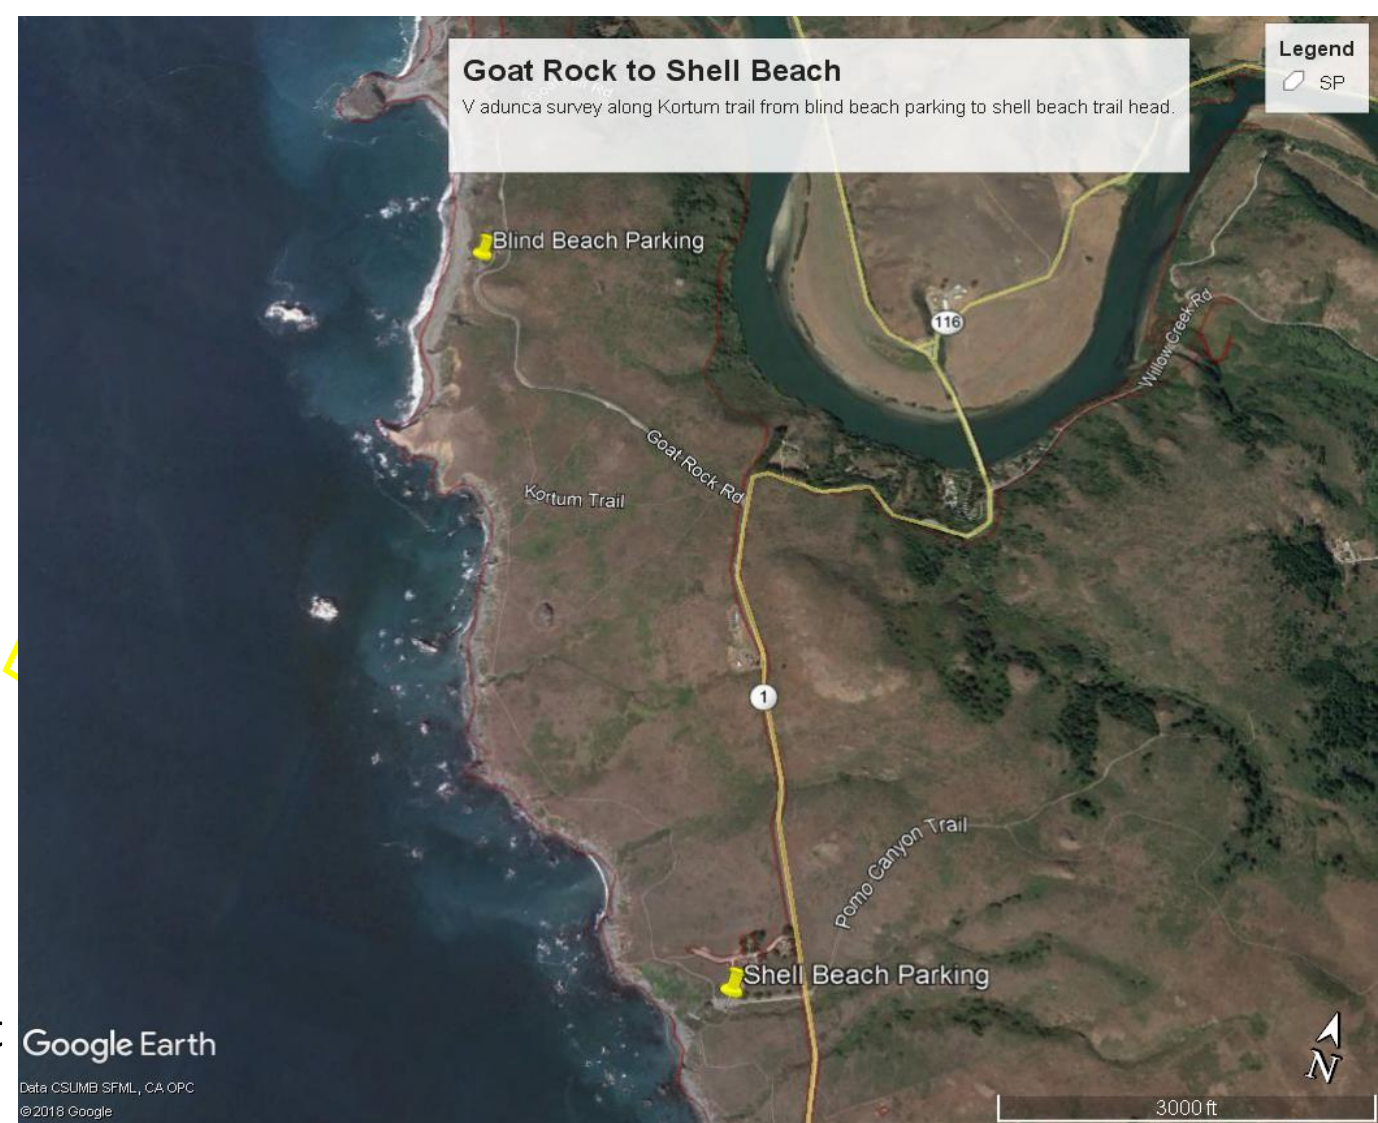 Goat Rock to Shell Beach
V adunca survey along Kortum trail from blind beach parking to shell beach trail head.
Legend
SP
Blind Beach Parking
116
Willow Creek Rd
Goat Rock Rd
Kortum Trail
1
Pomo Canyon Trail
Shell Beach Parking
Google Earth
Data CSUMB SFML, CA OPC
©2018 Google
N
3000 ft